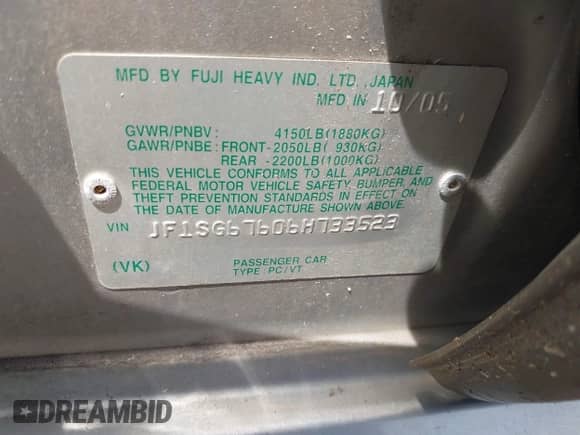 MFD BY FUJI HEAVY IND. LTD. JAPAN
MFD IN 10/05
GVWR/PNBV: 4150LB(1880KG)
GAWR/PNBE: FRONT-2050LB( 930KG)
REAR -2200LB(1000KG)
THIS VEHICLE CONFORMS TO ALL APPLICABLE
FEDERAL MOTOR VEHICLE SAFETY, BUMPER, AND
THEFT PREVENTION STANDARDS IN EFFECT ON
THE DATE OF MANUFACTURE SHOWN ABOVE.
VIN JF1SG67606H733523
(VK) PASSENGER CAR
TYPE PC/VT
DREAMBID